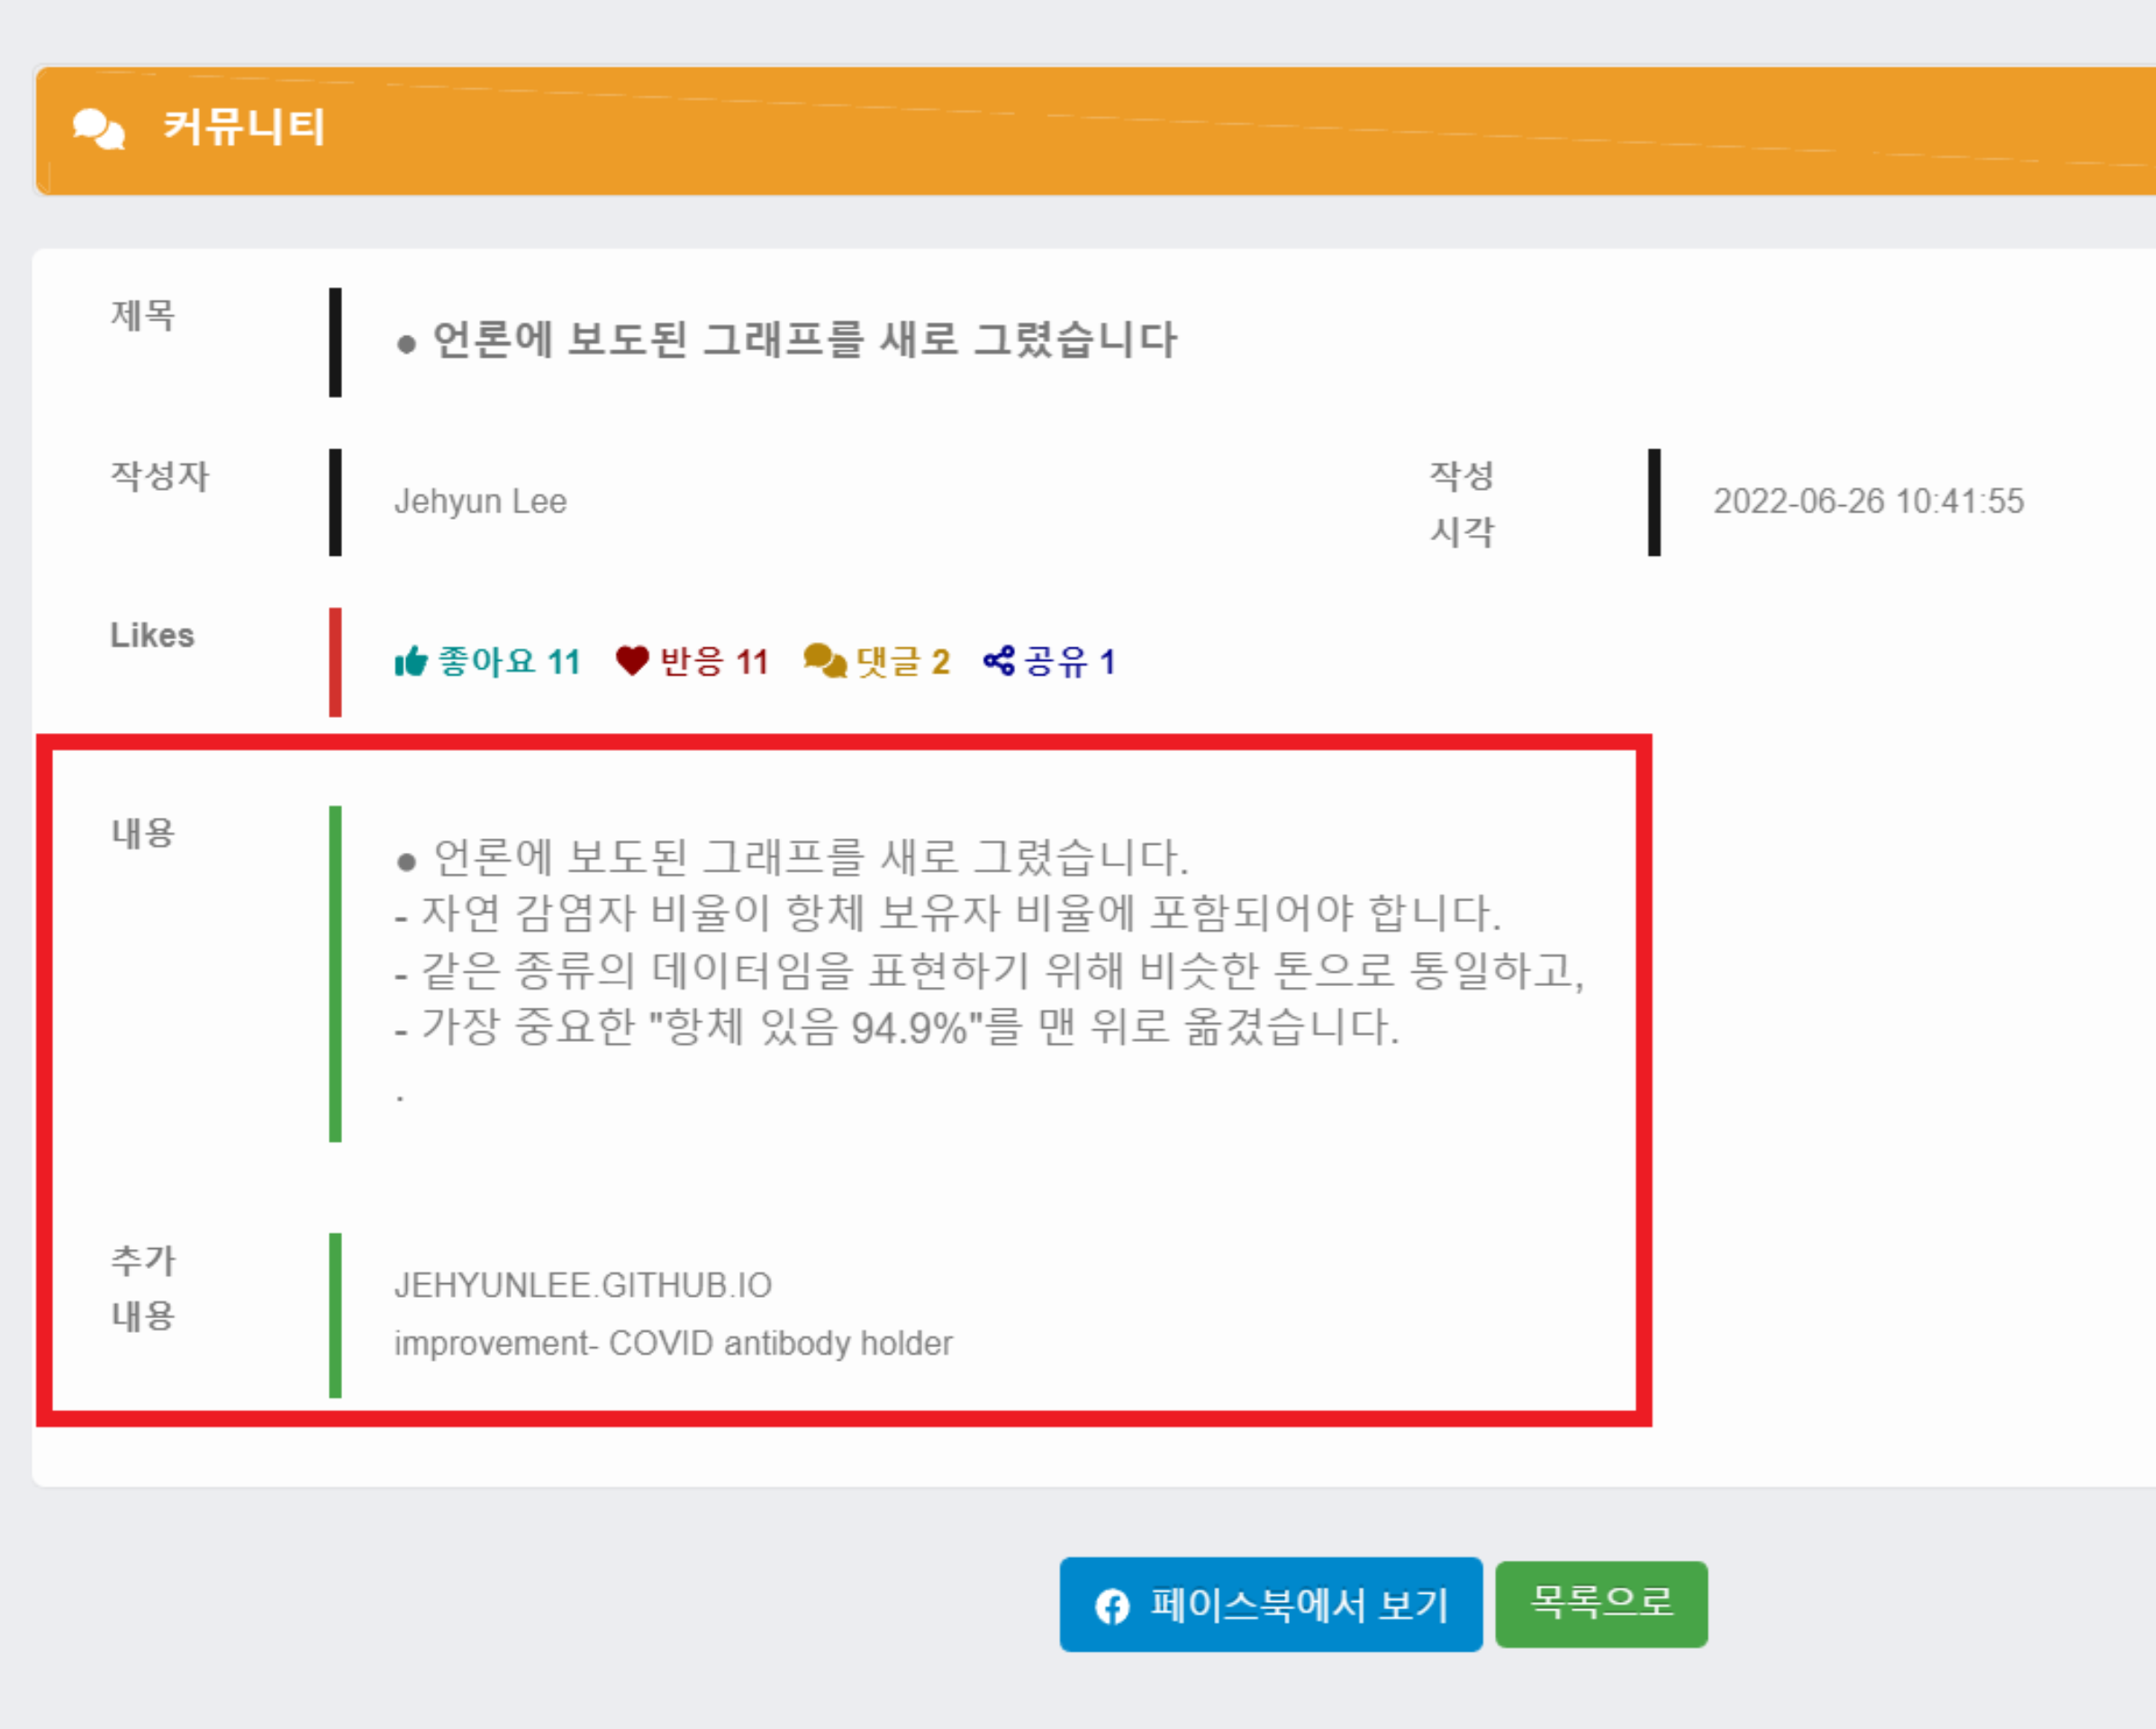 커뮤니티
제목
● 언론에 보도된 그래프를 새로 그렸습니다
작성자
Jehyun Lee
작성
시각
2022-06-26 10:41:55
Likes
좋아요 11 반응 11 댓글 2 공유 1
내용
● 언론에 보도된 그래프를 새로 그렸습니다.
- 자연 감염자 비율이 항체 보유자 비율에 포함되어야 합니다.
- 같은 종류의 데이터임을 표현하기 위해 비슷한 톤으로 통일하고,
- 가장 중요한 "항체 있음 94.9%"를 맨 위로 옮겼습니다.
.
추가
내용
JEHYUNLEE.GITHUB.IO
improvement- COVID antibody holder
페이스북에서 보기
목록으로